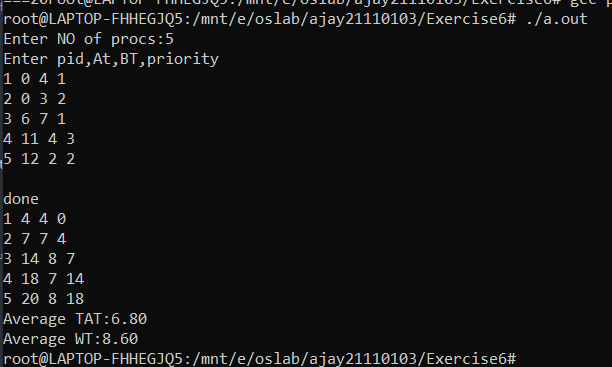 ===20root@LAPTOP-FHHEGJQ5:/mnt/e/oslab/ajay21110103/Exercise6# gcc
root@LAPTOP-FHHEGJQ5:/mnt/e/oslab/ajay21110103/Exercise6# ./a.out
Enter NO of procs:5
Enter pid,At,BT,priority
1 0 4 1
2 0 3 2
3 6 7 1
4 11 4 3
5 12 2 2
done
1 4 4 0
2 7 7 4
3 14 8 7
4 18 7 14
5 20 8 18
Average TAT:6.80
Average WT:8.60
root@LAPTOP-FHHEGJQ5:/mnt/e/oslab/ajay21110103/Exercise6#